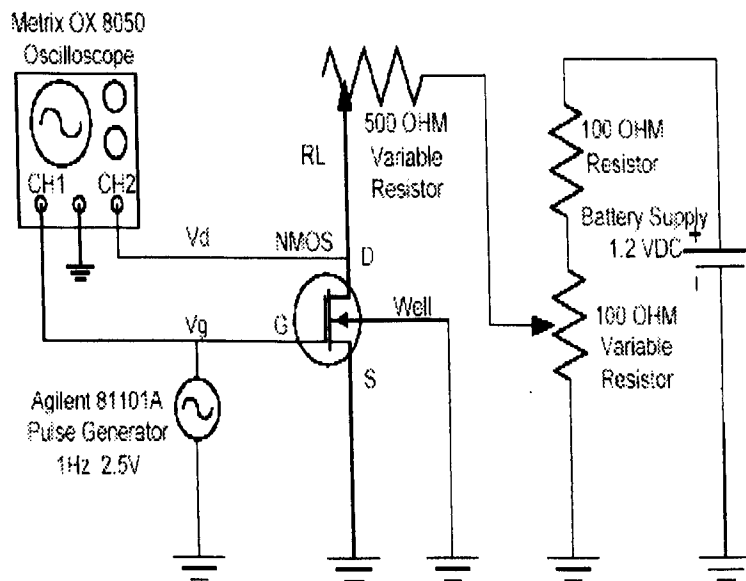 Metrix OX 8050
Oscilloscope
CH1
CH2
500 OHM
Variable
Resistor
RL
100 OHM
Resistor
Battery Supply
1.2 VDC
+
Vd
NMOS
D
Well
Vg
G
S
100 OHM
Variable
Resistor
Agilent 81101A
Pulse Generator
1Hz 2.5V